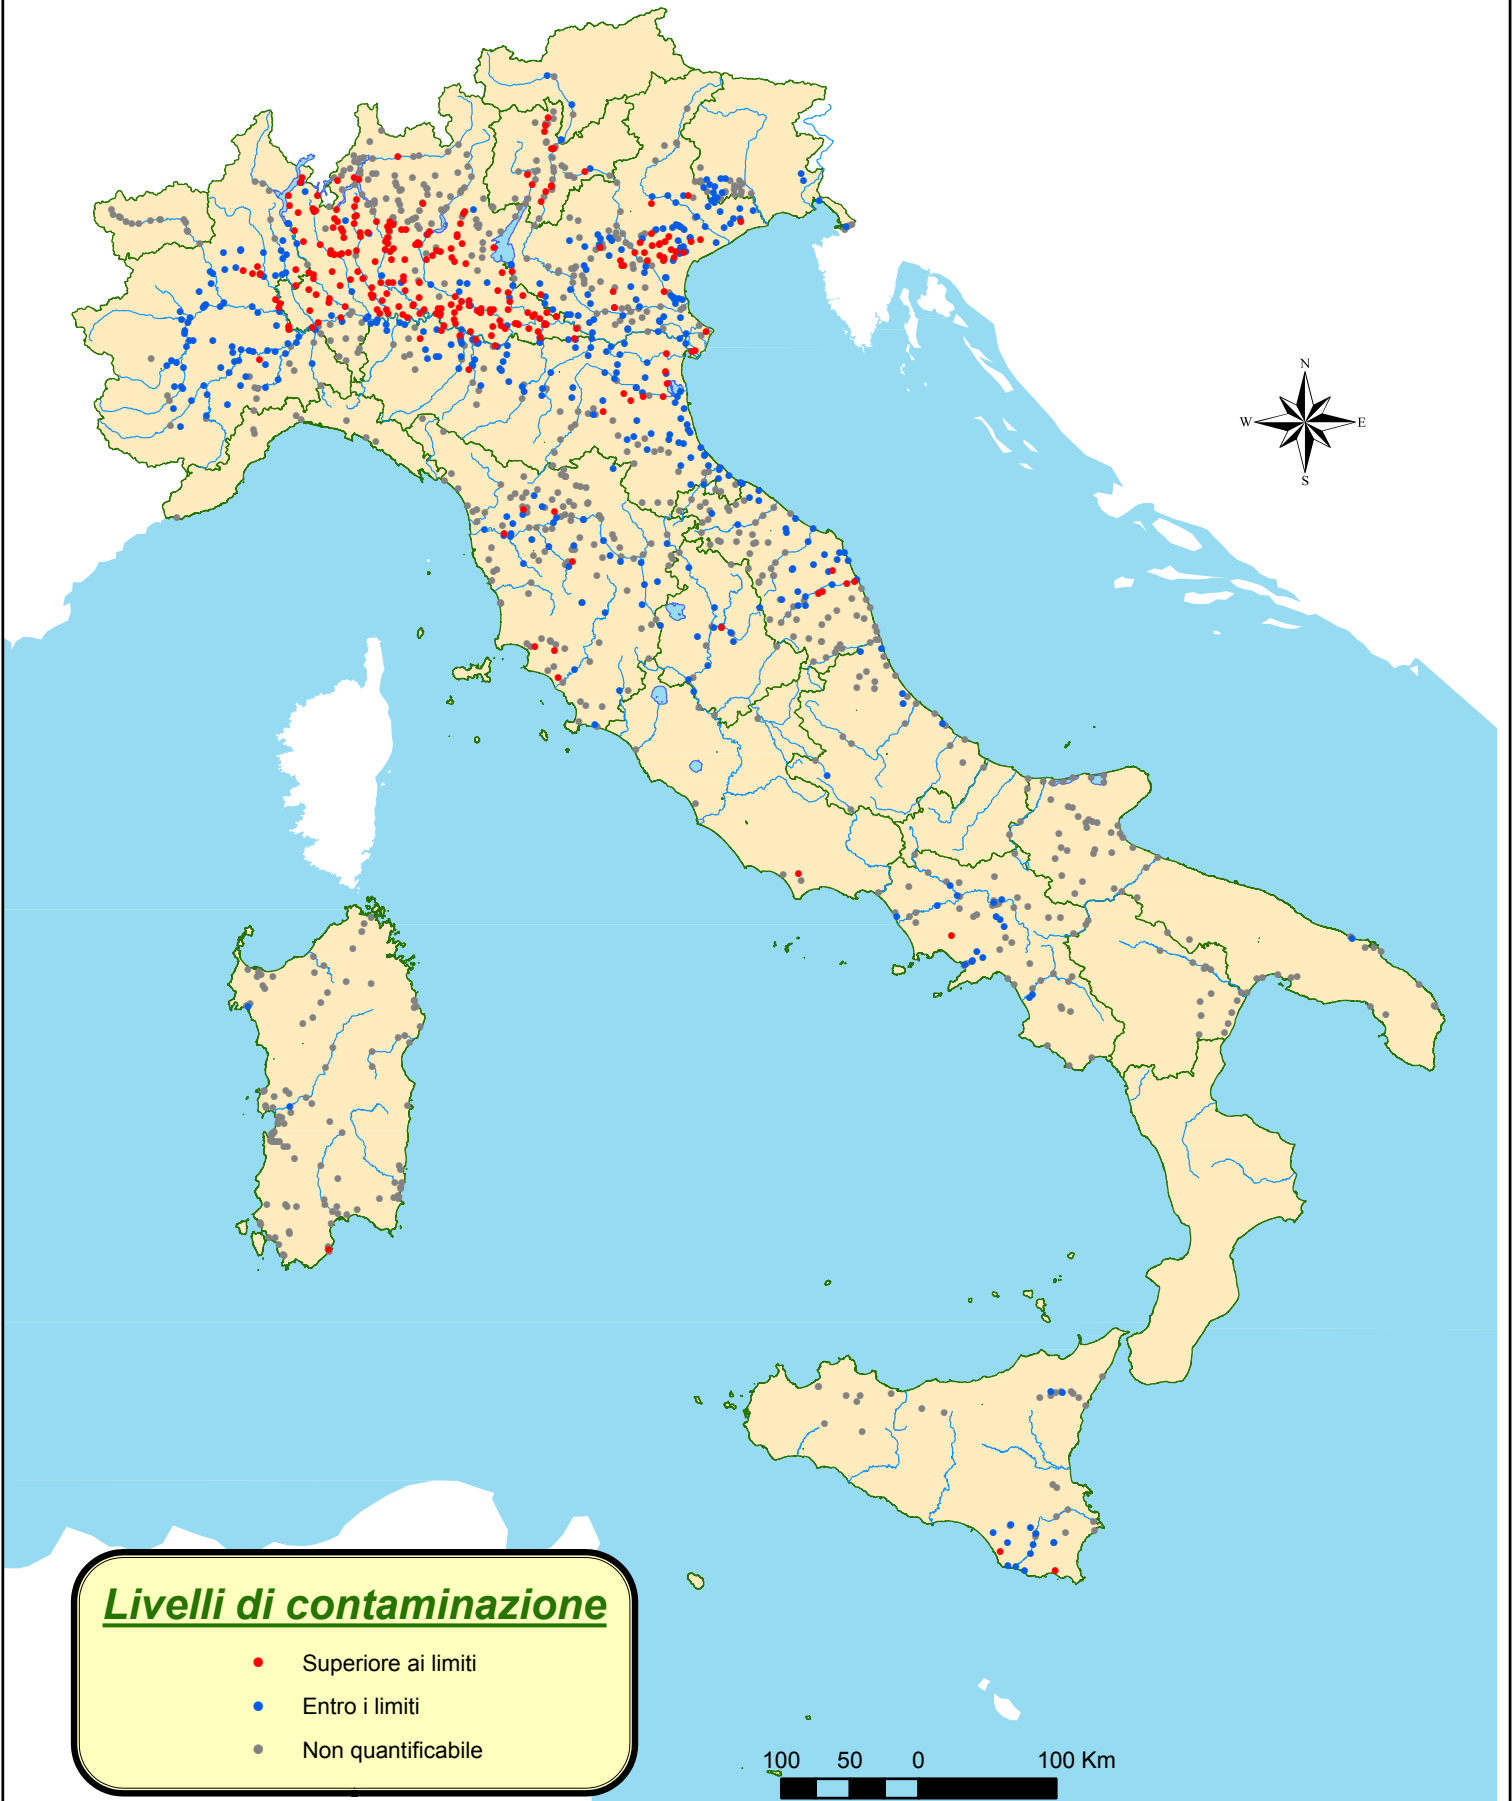 N
W E
S
Livelli di contaminazione
Superiore ai limiti
Entro i limiti
Non quantificabile
100 50 0 100 Km